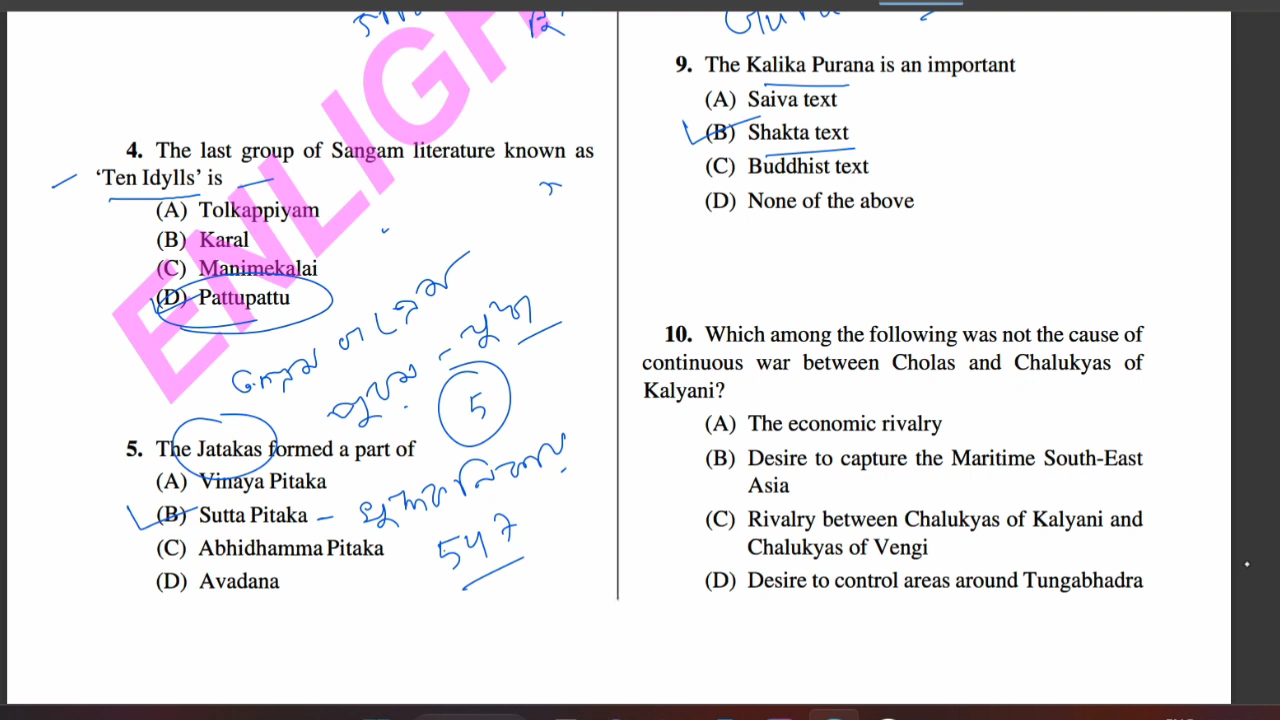 ENLIGH
4. The last group of Sangam literature known as
‘Ten Idylls’ is
(A) Tolkappiyam
(B) Karal
(C) Manimekalai
(D) Pattupattu
5
5. The Jatakas formed a part of
(A) Vinaya Pitaka
(B) Sutta Pitaka –
(C) Abhidhamma Pitaka
547
(D) Avadana
9. The Kalika Purana is an important
(A) Saiva text
(B) Shakta text
(C) Buddhist text
(D) None of the above
10. Which among the following was not the cause of
continuous war between Cholas and Chalukyas of
Kalyani?
(A) The economic rivalry
(B) Desire to capture the Maritime South-East
Asia
(C) Rivalry between Chalukyas of Kalyani and
Chalukyas of Vengi
(D) Desire to control areas around Tungabhadra